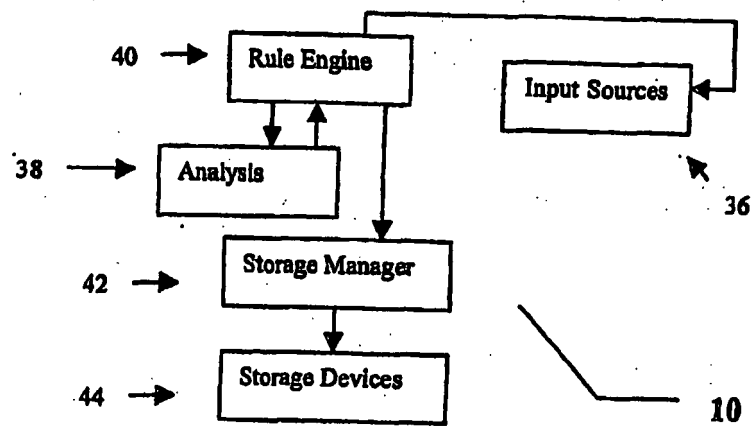 40
Rule Engine
Input Sources
38
Analysis
36
42
Storage Manager
44
Storage Devices
10